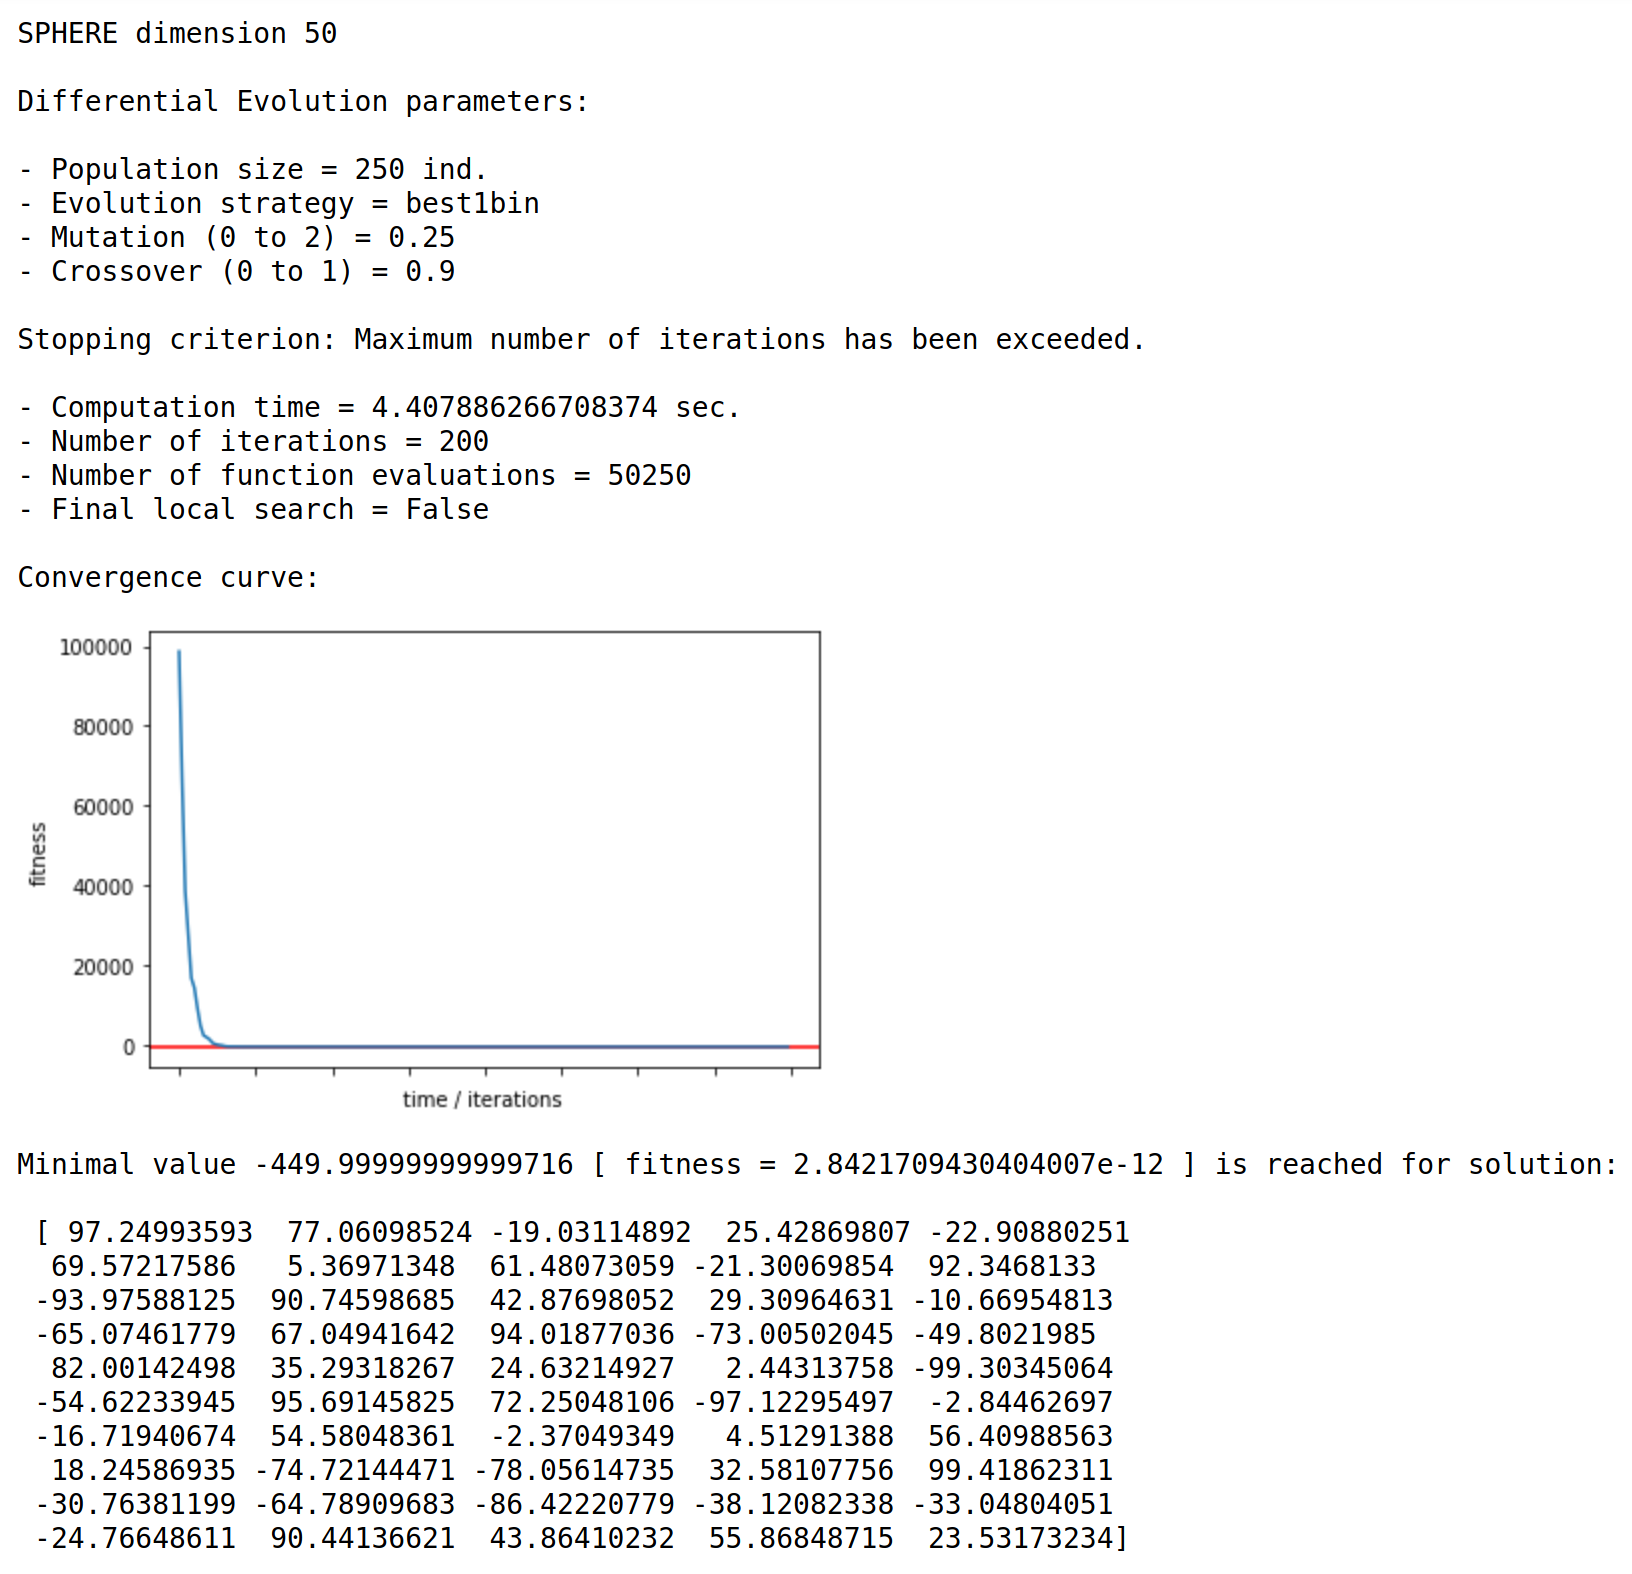 SPHERE dimension 50
Differential Evolution parameters:
- Population size = 250 ind.
- Evolution strategy = best1bin
- Mutation (0 to 2) = 0.25
- Crossover (0 to 1) = 0.9
Stopping criterion: Maximum number of iterations has been exceeded.
- Computation time = 4.407886266708374 sec.
- Number of iterations = 200
- Number of function evaluations = 50250
- Final local search = False
Convergence curve:
100000
80000
60000
40000
20000
0
fitness
time / iterations
Minimal value -449.99999999999716 [ fitness = 2.8421709430404007e-12 ] is reached for solution:
[ 97.24993593 77.06098524 -19.03114892 25.42869807 -22.90880251
69.57217586 5.36971348 61.48073059 -21.30069854 92.3468133
-93.97588125 90.74598685 42.87698052 29.30964631 -10.66954813
-65.07461779 67.04941642 94.01877036 -73.00502045 -49.8021985
82.00142498 35.29318267 24.63214927 2.44313758 -99.30345064
-54.62233945 95.69145825 72.25048106 -97.12295497 -2.84462697
-16.71940674 54.58048361 -2.37049349 4.51291388 56.40988563
18.24586935 -74.72144471 -78.05614735 32.58107756 99.41862311
-30.76381199 -64.78909683 -86.42220779 -38.12082338 -33.04804051
-24.76648611 90.44136621 43.86410232 55.86848715 23.53173234]